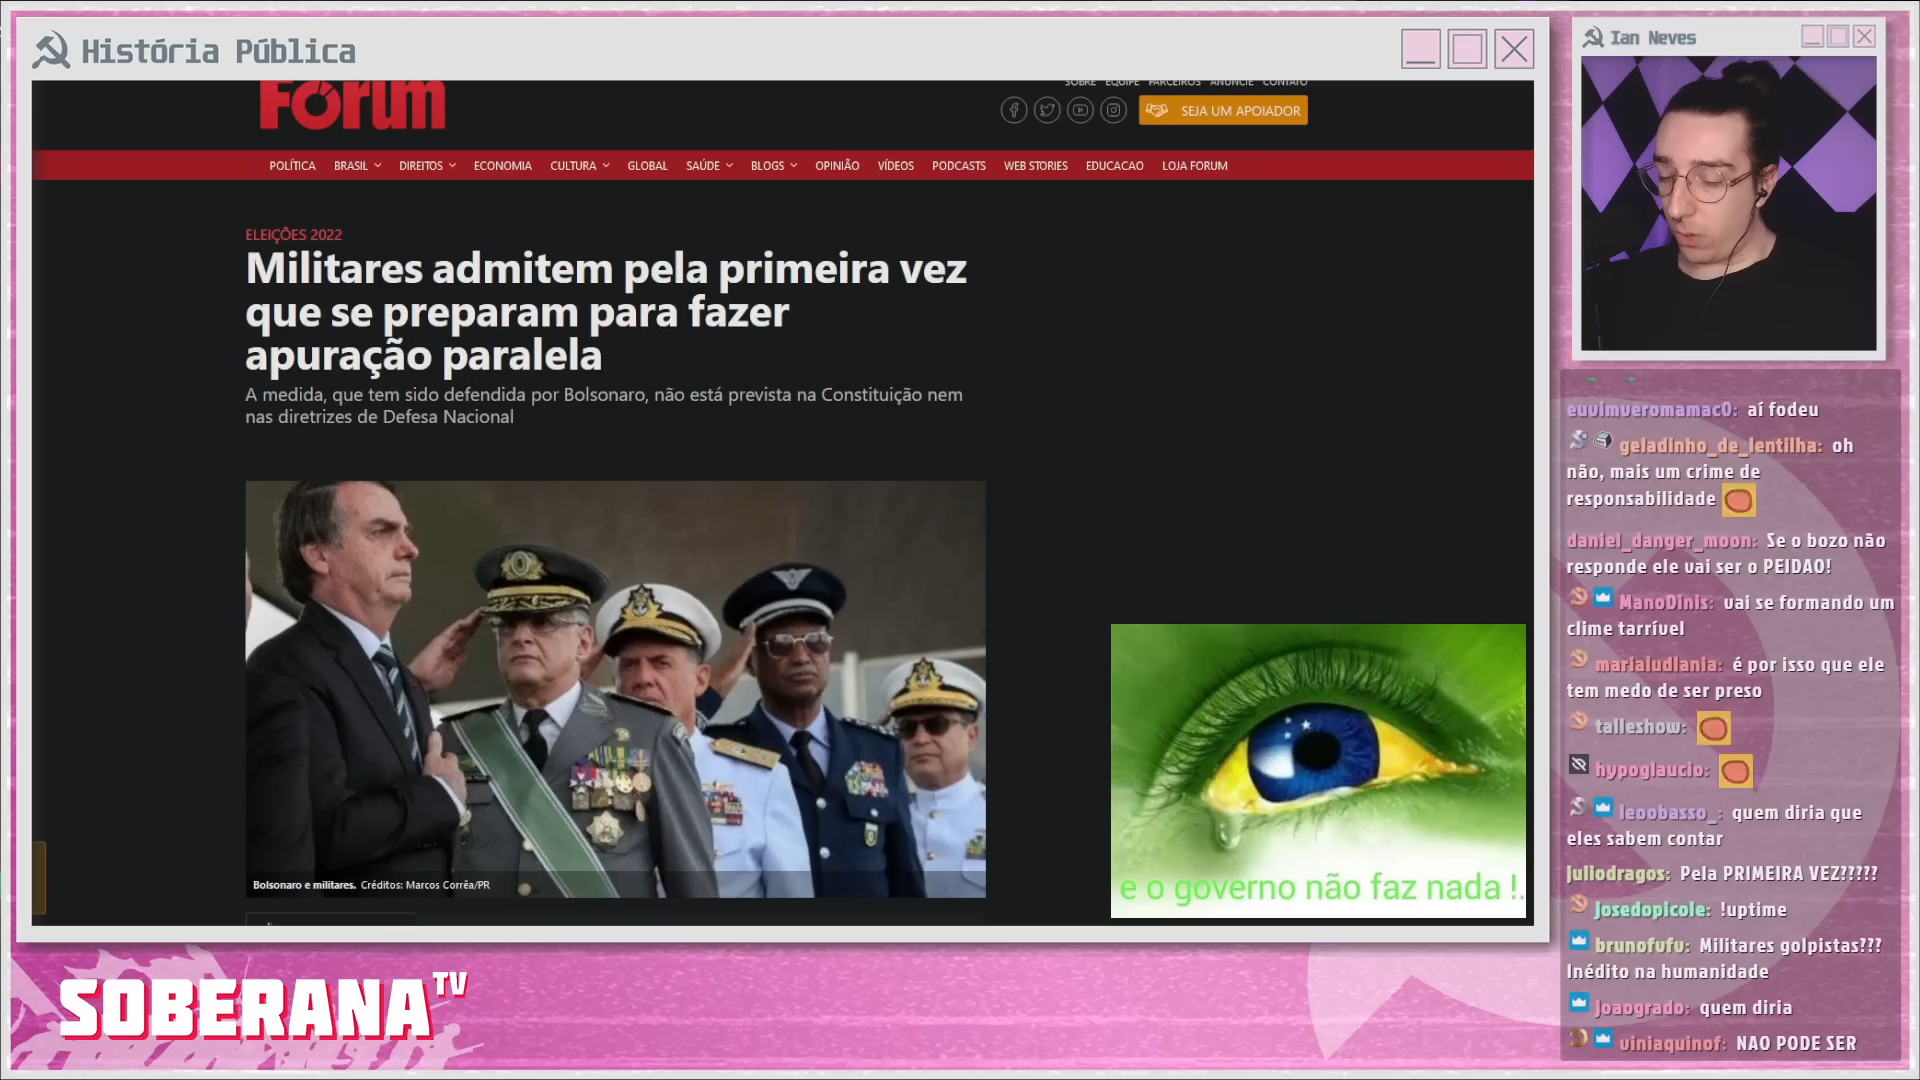 História Pública
Fórum
SOBRE EQUIPE PARCEIROS ANUNCIE CONTATO
SEJA UM APOIADOR
POLÍTICA BRASIL DIREITOS ECONOMIA CULTURA GLOBAL SAÚDE BLOGS OPINIÃO VÍDEOS PODCASTS WEB STORIES EDUCACAO LOJA FORUM
ELEIÇÕES 2022
Militares admitem pela primeira vez
que se preparam para fazer
apuração paralela
A medida, que tem sido defendida por Bolsonaro, não está prevista na Constituição nem
nas diretrizes de Defesa Nacional
Bolsonaro e militares. Créditos: Marcos Corrêa/PR
e o governo não faz nada !.
SOBERANA TV
Ian Neves
euvimveromamac0: aí fodeu
geladinho_de_lentilha: oh
não, mais um crime de
responsabilidade
daniel_danger_moon: Se o bozo não
responde ele vai ser o PEIDAO!
ManoDinis: vai se formando um
clime tarrível
marialudlania: é por isso que ele
tem medo de ser preso
talleshow:
hypoglaucio:
leoobasso_: quem diria que
eles sabem contar
juliodragos: Pela PRIMEIRA VEZ?????
Josedopicole: !uptime
brunofufu: Militares golpistas???
Inédito na humanidade
joaogrado: quem diria
viniaquinof: NAO PODE SER